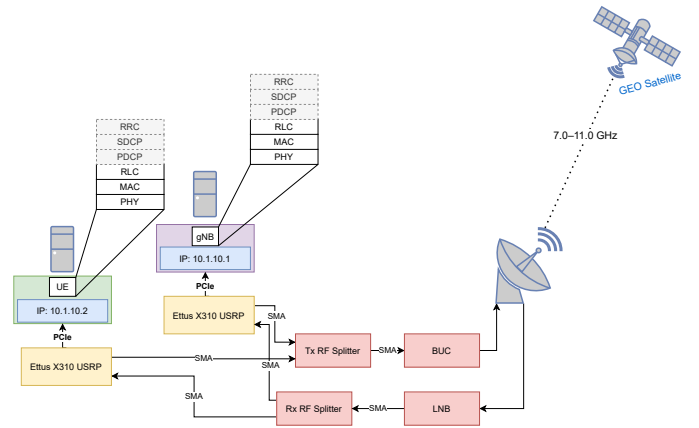 GEO Satellite
7.0–11.0 GHz
RRC
SDCP
PDCP
RLC
MAC
PHY
RRC
SDCP
PDCP
RLC
MAC
PHY
gNB
IP: 10.1.10.1
PCIe
Ettus X310 USRP
UE
IP: 10.1.10.2
PCIe
Ettus X310 USRP
SMA
SMA
SMA
SMA
Tx RF Splitter
SMA
BUC
Rx RF Splitter
SMA
LNB